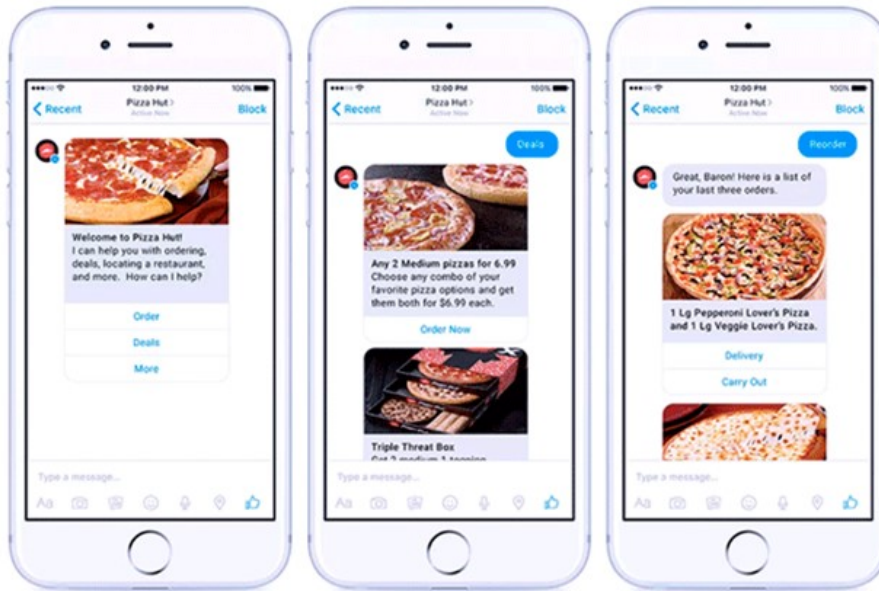 12:00 PM
100%
Recent
Pizza Hut
Active Now
Block
Welcome to Pizza Hut!
I can help you with ordering,
deals, locating a restaurant,
and more. How can I help?
Order
Deals
More
Type a message...
Aa
12:00 PM
100%
Recent
Pizza Hut
Active Now
Block
Deals
Any 2 Medium pizzas for 6.99
Choose any combo of your
favorite pizza options and get
them both for $6.99 each.
Order Now
Triple Threat Box
Get 2 medium 1 topping
Type a message...
Aa
12:00 PM
100%
Recent
Pizza Hut
Active Now
Block
Reorder
Great, Baron! Here is a list of
your last three orders.
1 Lg Pepperoni Lover's Pizza
and 1 Lg Veggie Lover's Pizza.
Delivery
Carry Out
Type a message...
Aa